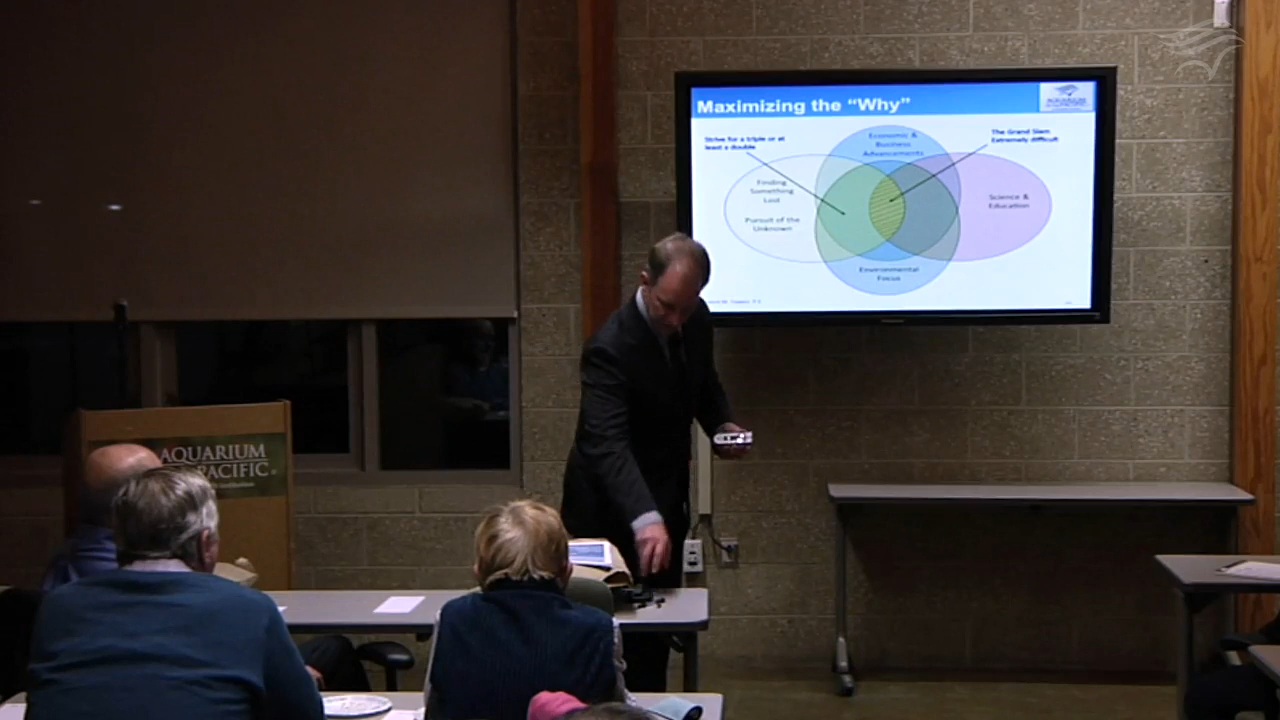 Maximizing the “Why”
AQUARIUM
Strive for a triple or at
least a double
Economic &
Business
Advancements
The Grand Slam
Extremely difficult
Finding
Something
Lost
Pursuit of the
Unknown
Science &
Education
Environmental
Focus
AQUARIUM
PACIFIC